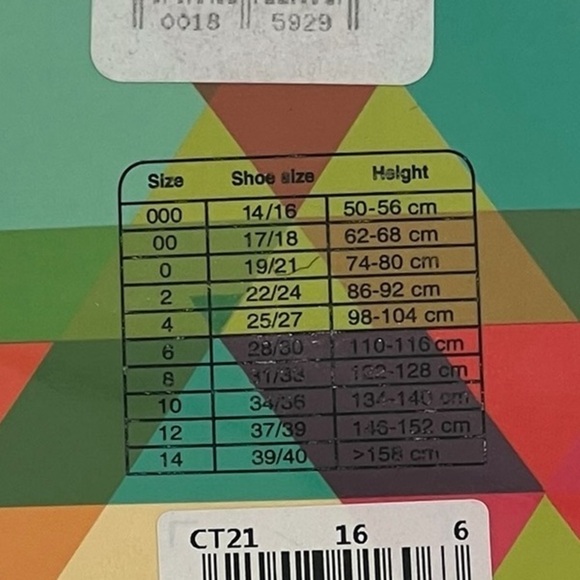 0018 5929
Size Shoe size Height
000 14/16 50-56 cm
00 17/18 62-68 cm
0 19/21 74-80 cm
2 22/24 86-92 cm
4 25/27 98-104 cm
6 28/30 110-116 cm
8 31/33 122-128 cm
10 34/36 134-140 cm
12 37/39 146-152 cm
14 39/40 >158 cm
CT21 16 6